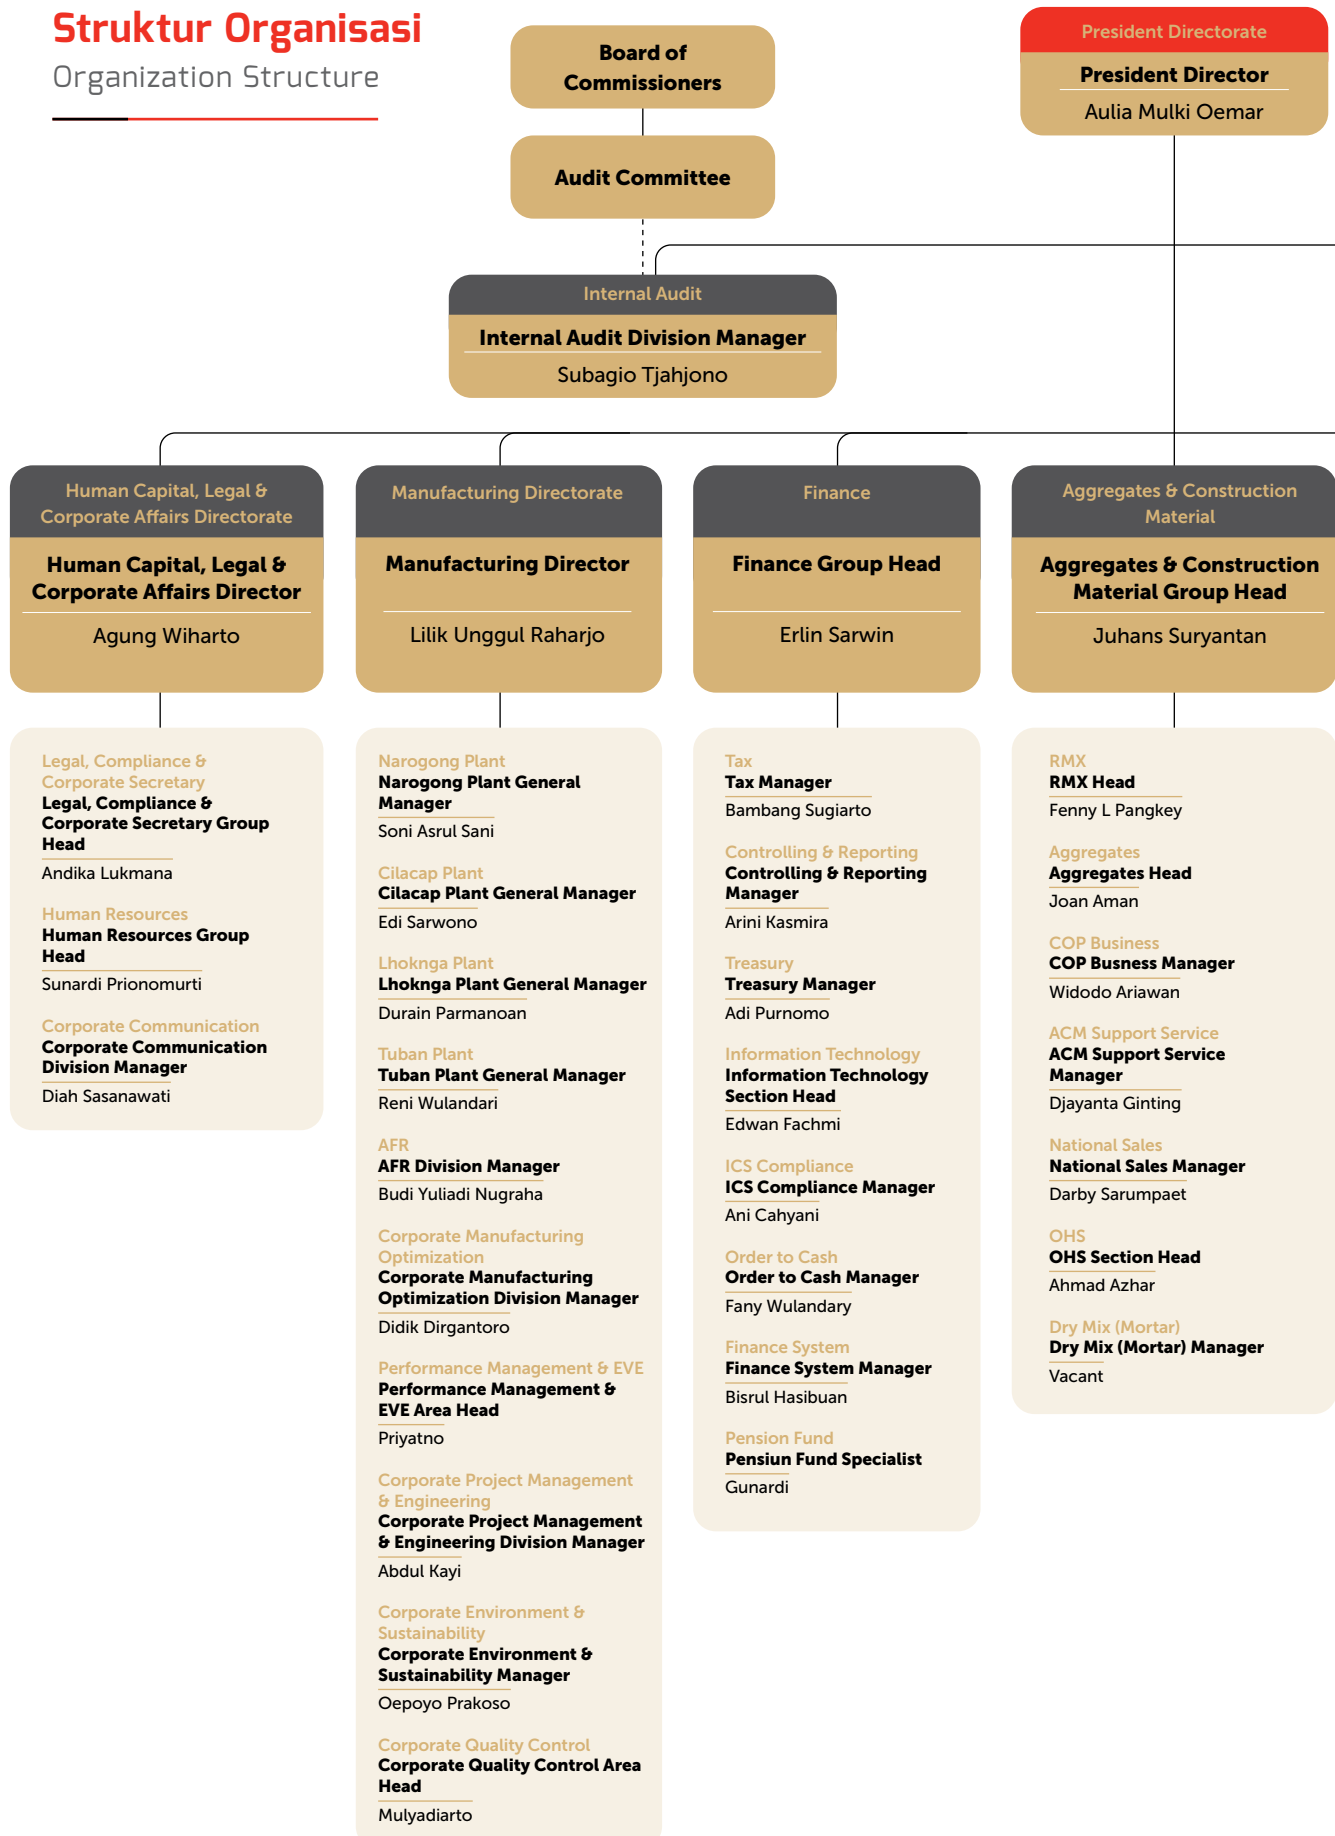 Struktur Organisasi
Organization Structure
Board of
Commissioners
Audit Committee
President Directorate
President Director
Aulia Mulki Oemar
Internal Audit
Internal Audit Division Manager
Subagio Tjahjono
Human Capital, Legal &
Corporate Affairs Directorate
Human Capital, Legal &
Corporate Affairs Director
Agung Wiharto
Legal, Compliance &
Corporate Secretary
Legal, Compliance &
Corporate Secretary Group
Head
Andika Lukmana
Human Resources
Human Resources Group
Head
Sunardi Prionomurti
Corporate Communication
Corporate Communication
Division Manager
Diah Sasanawati
Manufacturing Directorate
Manufacturing Director
Lilik Unggul Raharjo
Narogong Plant
Narogong Plant General
Manager
Soni Asrul Sani
Cilacap Plant
Cilacap Plant General Manager
Edi Sarwono
Lhoknga Plant
Lhoknga Plant General Manager
Durain Parmanoan
Tuban Plant
Tuban Plant General Manager
Reni Wulandari
AFR
AFR Division Manager
Budi Yuliadi Nugraha
Corporate Manufacturing
Optimization
Corporate Manufacturing
Optimization Division Manager
Didik Dirgantoro
Performance Management & EVE
Performance Management &
EVE Area Head
Priyatno
Corporate Project Management
& Engineering
Corporate Project Management
& Engineering Division Manager
Abdul Kayi
Corporate Environment &
Sustainability
Corporate Environment &
Sustainability Manager
Oepoyo Prakoso
Corporate Quality Control
Corporate Quality Control Area
Head
Mulyadiarto
Finance
Finance Group Head
Erlin Sarwin
Tax
Tax Manager
Bambang Sugiarto
Controlling & Reporting
Controlling & Reporting
Manager
Arini Kasmira
Treasury
Treasury Manager
Adi Purnomo
Information Technology
Information Technology
Section Head
Edwan Fachmi
ICS Compliance
ICS Compliance Manager
Ani Cahyani
Order to Cash
Order to Cash Manager
Fany Wulandary
Finance System
Finance System Manager
Bisrul Hasibuan
Pension Fund
Pensiun Fund Specialist
Gunardi
Aggregates & Construction
Material
Aggregates & Construction
Material Group Head
Juhans Suryantan
RMX
RMX Head
Fenny L Pangkey
Aggregates
Aggregates Head
Joan Aman
COP Business
COP Busness Manager
Widodo Ariawan
ACM Support Service
ACM Support Service
Manager
Djayanta Ginting
National Sales
National Sales Manager
Darby Sarumpaet
OHS
OHS Section Head
Ahmad Azhar
Dry Mix (Mortar)
Dry Mix (Mortar) Manager
Vacant